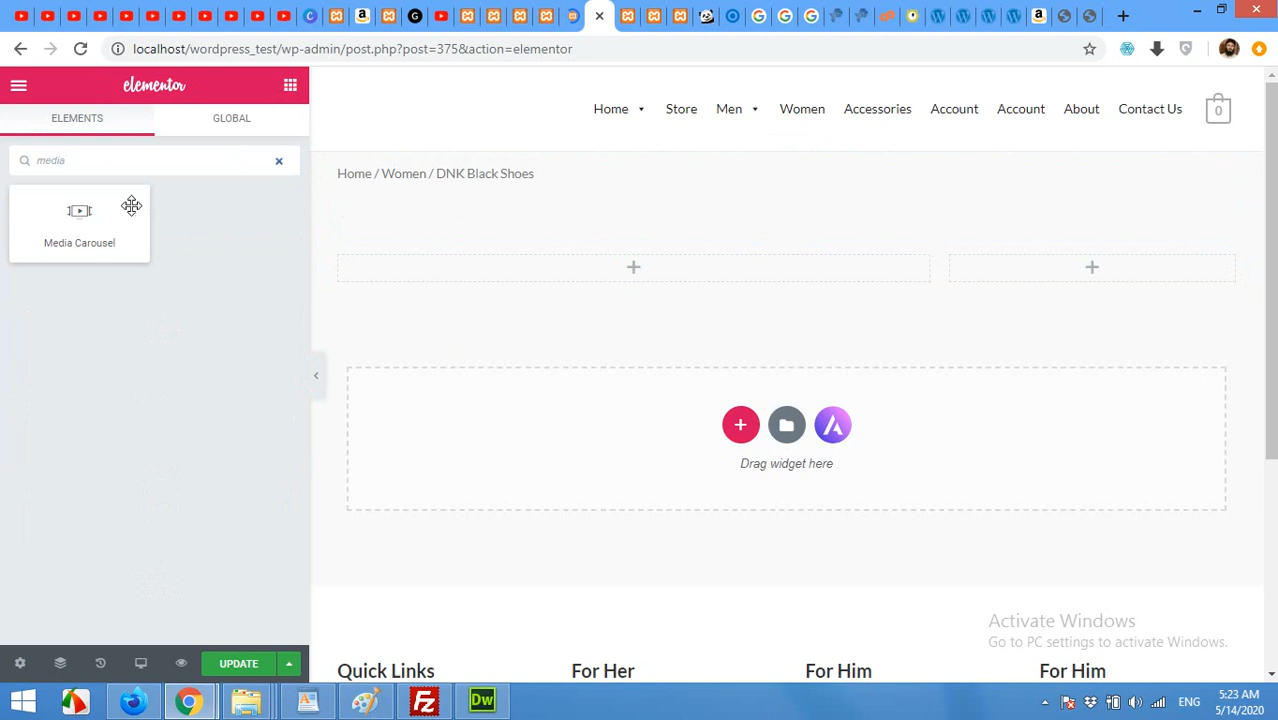 localhost/wordpress_test/wp-admin/post.php?post=375&action=elementor
elementor
ELEMENTS
GLOBAL
media
Media Carousel
UPDATE
Home
Store
Men
Women
Accessories
Account
Account
About
Contact Us
0
Home / Women / DNK Black Shoes
Drag widget here
Activate Windows
Go to PC settings to activate Windows.
Quick Links
For Her
For Him
For Him
Dw
ENG
5:23 AM
5/14/2020